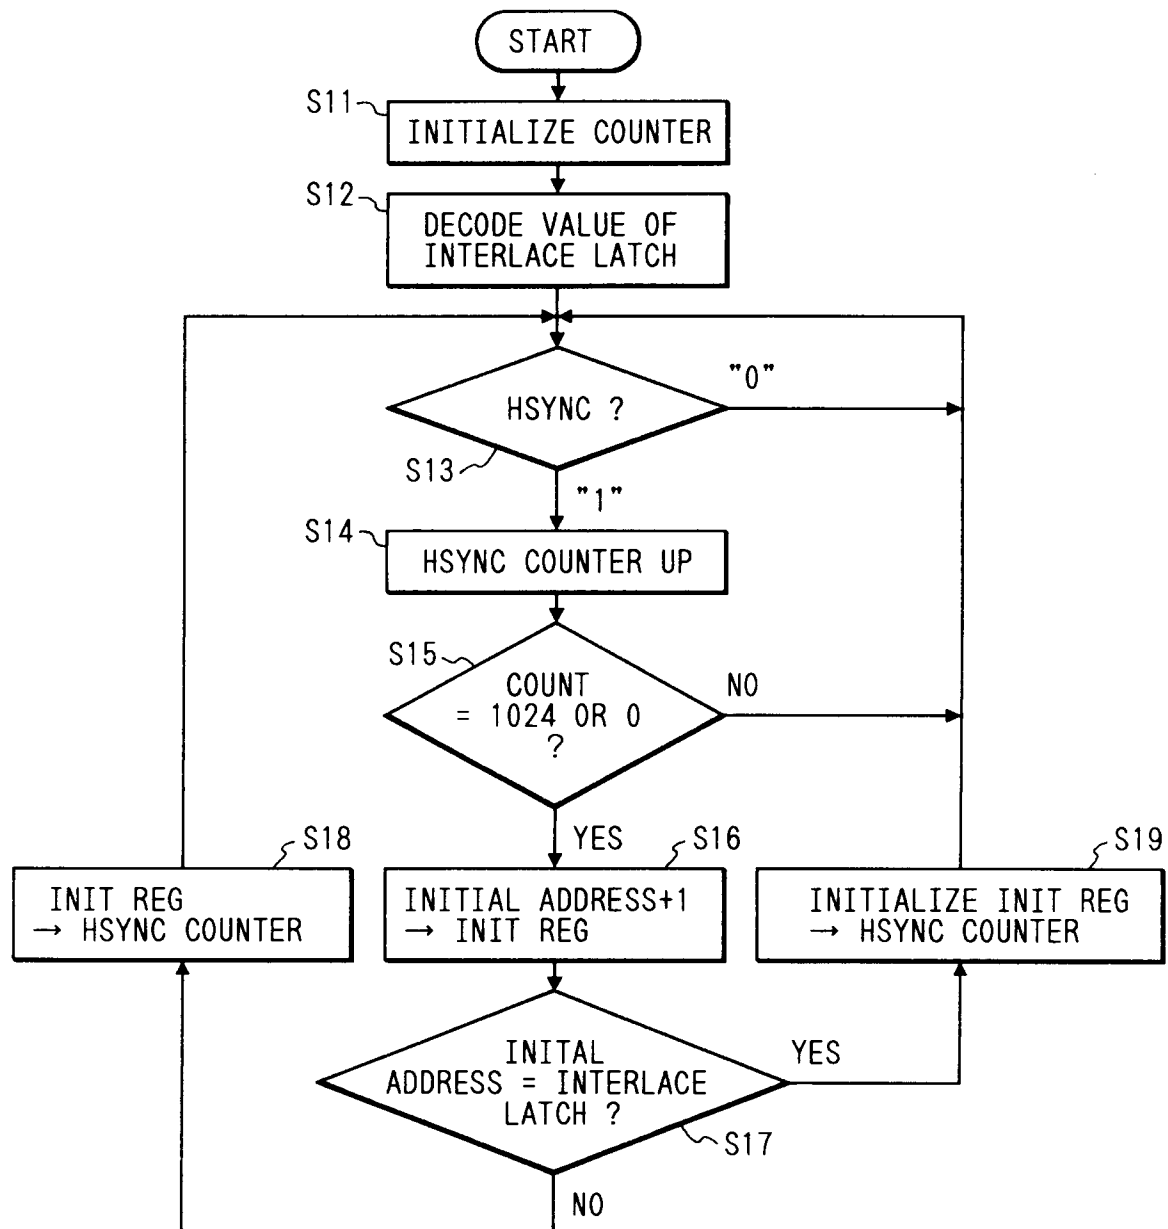 START
S11
INITIALIZE COUNTER
S12
DECODE VALUE OF
INTERLACE LATCH
HSYNC ?
"0"
S13
"1"
S14
HSYNC COUNTER UP
S15
COUNT
= 1024 OR 0
?
NO
YES
S18
INIT REG
→ HSYNC COUNTER
S16
INITIAL ADDRESS+1
→ INIT REG
S19
INITIALIZE INIT REG
→ HSYNC COUNTER
INITAL
ADDRESS = INTERLACE
LATCH ?
YES
S17
NO